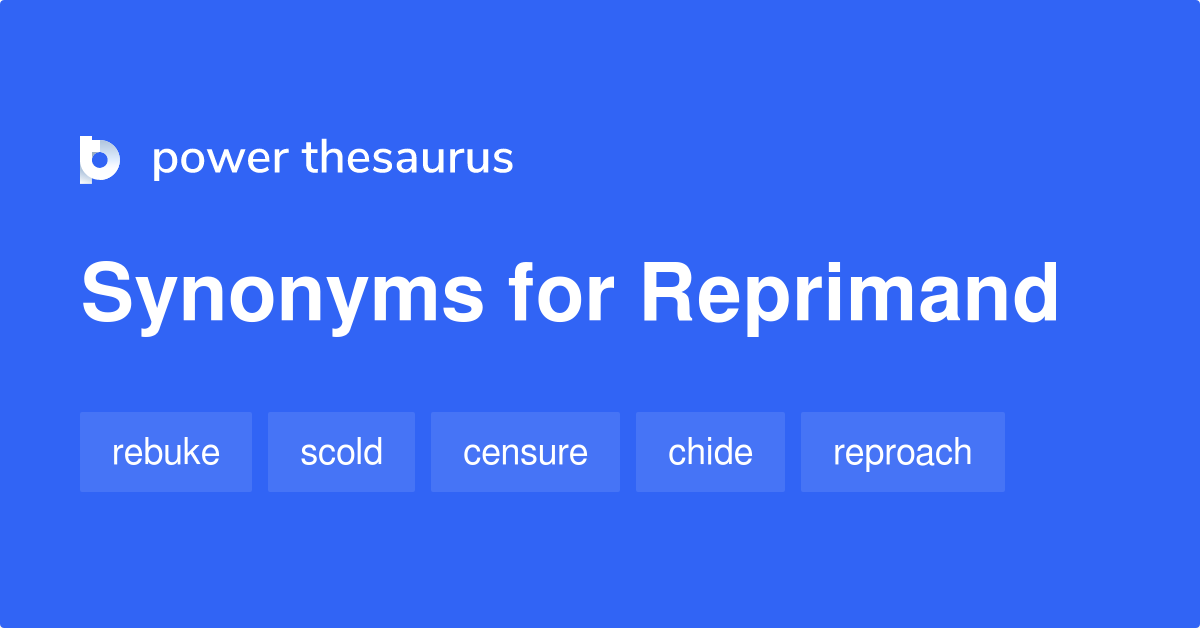 power thesaurus
Synonyms for Reprimand
rebuke scold censure chide reproach